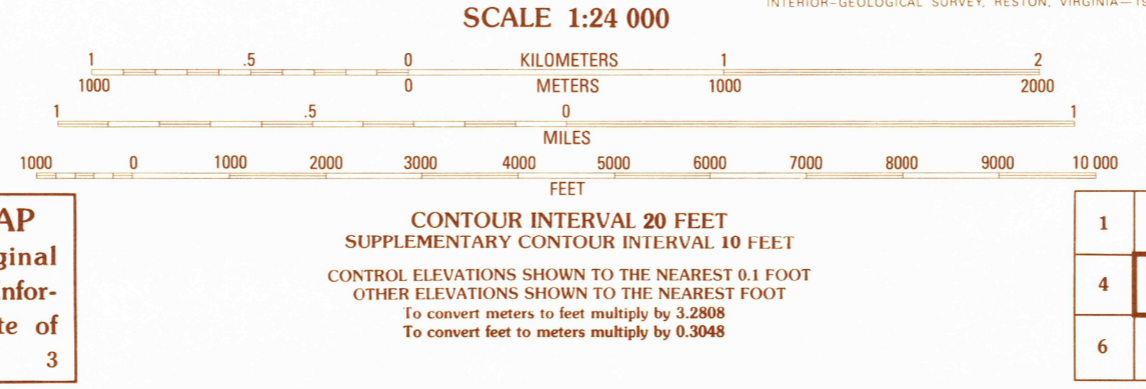 INTERIOR-GEOLOGICAL SURVEY, RESTON, VIRGINIA—19
SCALE 1:24 000
1 .5 0 KILOMETERS 1 2
1000 0 METERS 1000 2000
1 .5 0 1
MILES
1000 0 1000 2000 3000 4000 5000 6000 7000 8000 9000 10 000
FEET
AP
ginal
nfor-
te of
3
CONTOUR INTERVAL 20 FEET
SUPPLEMENTARY CONTOUR INTERVAL 10 FEET
CONTROL ELEVATIONS SHOWN TO THE NEAREST 0.1 FOOT
OTHER ELEVATIONS SHOWN TO THE NEAREST FOOT
To convert meters to feet multiply by 3.2808
To convert feet to meters multiply by 0.3048
1
4
6